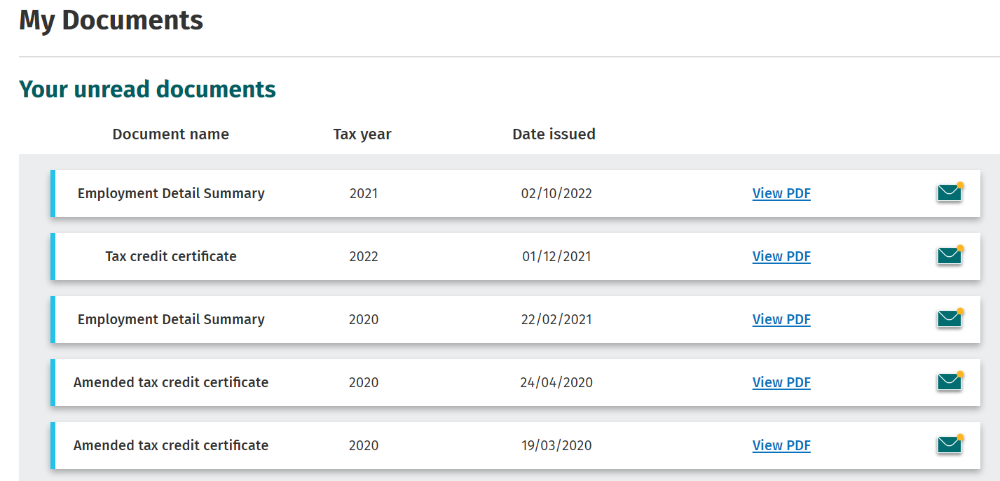 My Documents
Your unread documents
Document name Tax year Date issued
Employment Detail Summary 2021 02/10/2022 View PDF
Tax credit certificate 2022 01/12/2021 View PDF
Employment Detail Summary 2020 22/02/2021 View PDF
Amended tax credit certificate 2020 24/04/2020 View PDF
Amended tax credit certificate 2020 19/03/2020 View PDF